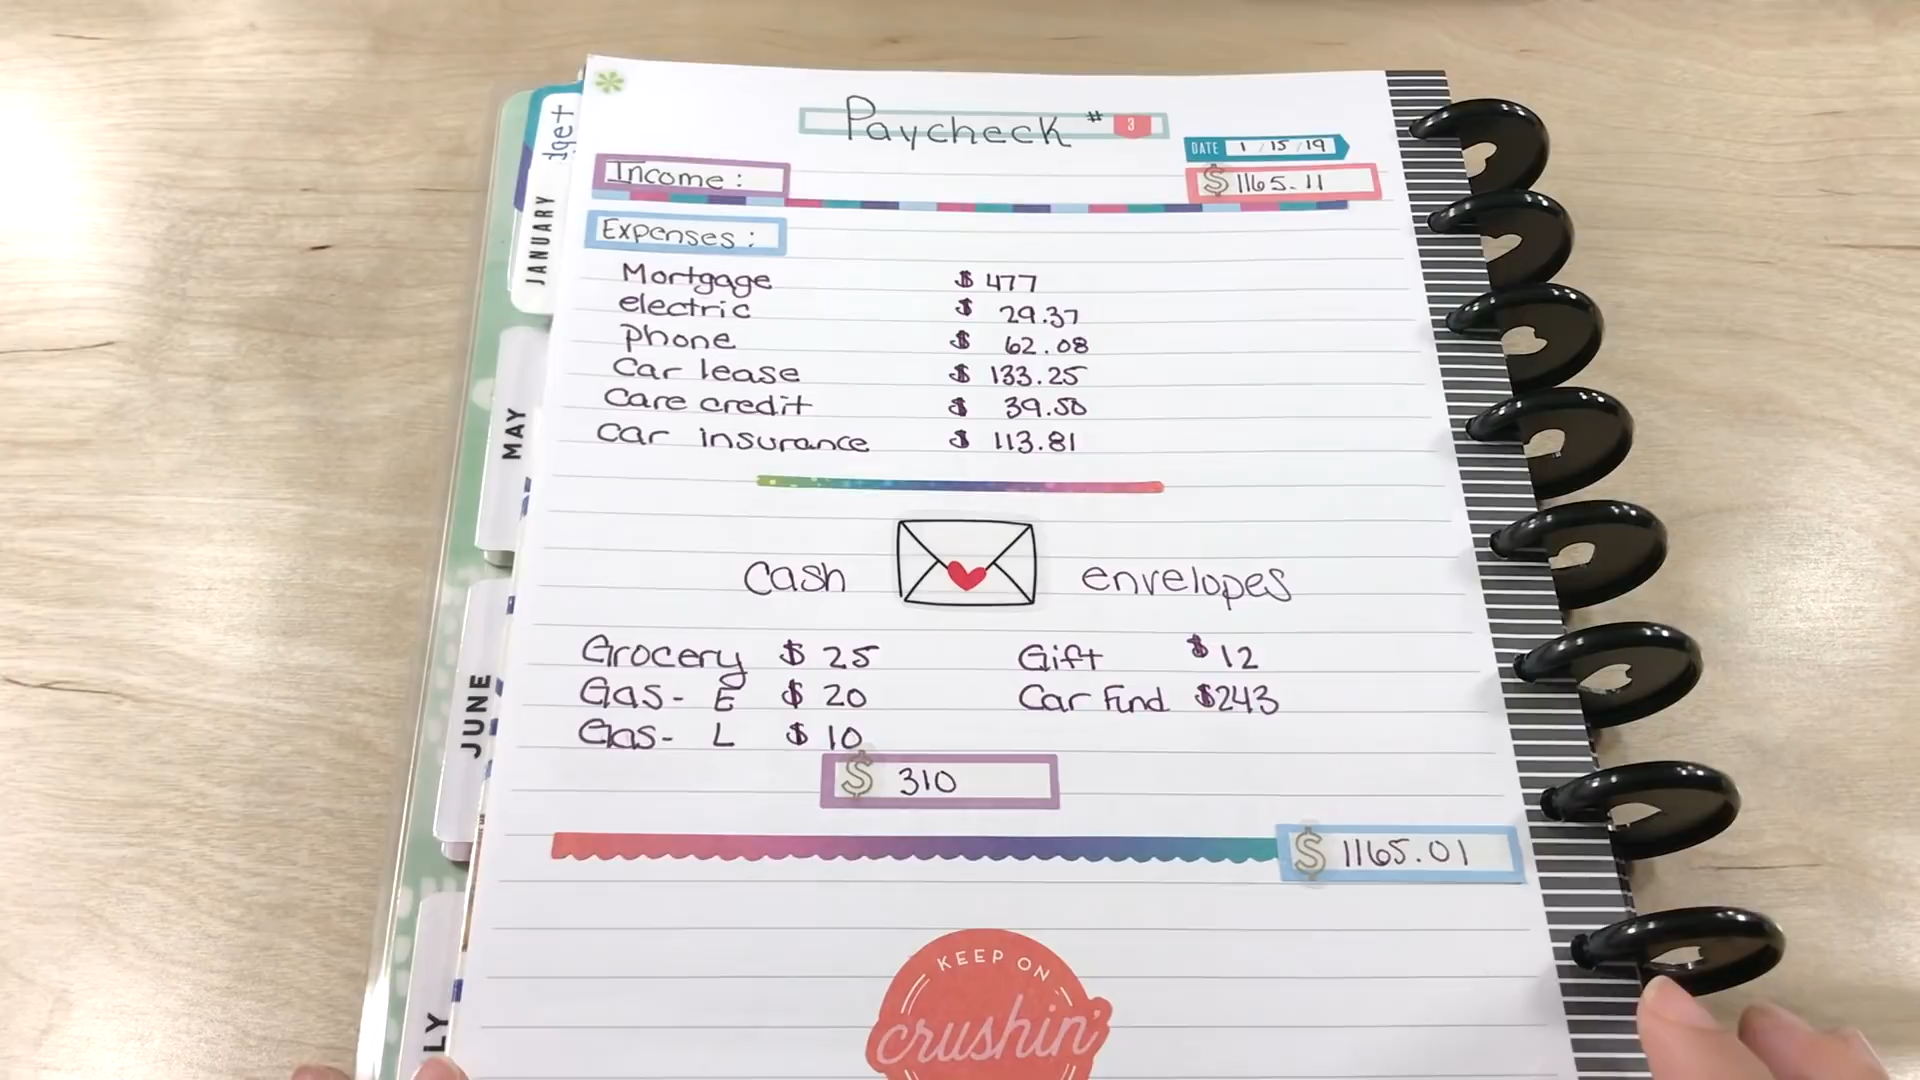 Paycheck # 3
DATE 1/15/19
Income: $ 1165.11
Expenses:
Mortgage $ 477
electric $ 29.37
Phone $ 62.08
Car lease $ 133.25
Care credit $ 39.50
Car insurance $ 113.81
Cash envelopes
Grocery $ 25 Gift $ 12
Gas- E $ 20 Car Fund $243
Gas- L $ 10
$ 310
$ 1165.01
KEEP ON
crushin'
JANUARY
MAY
JUNE